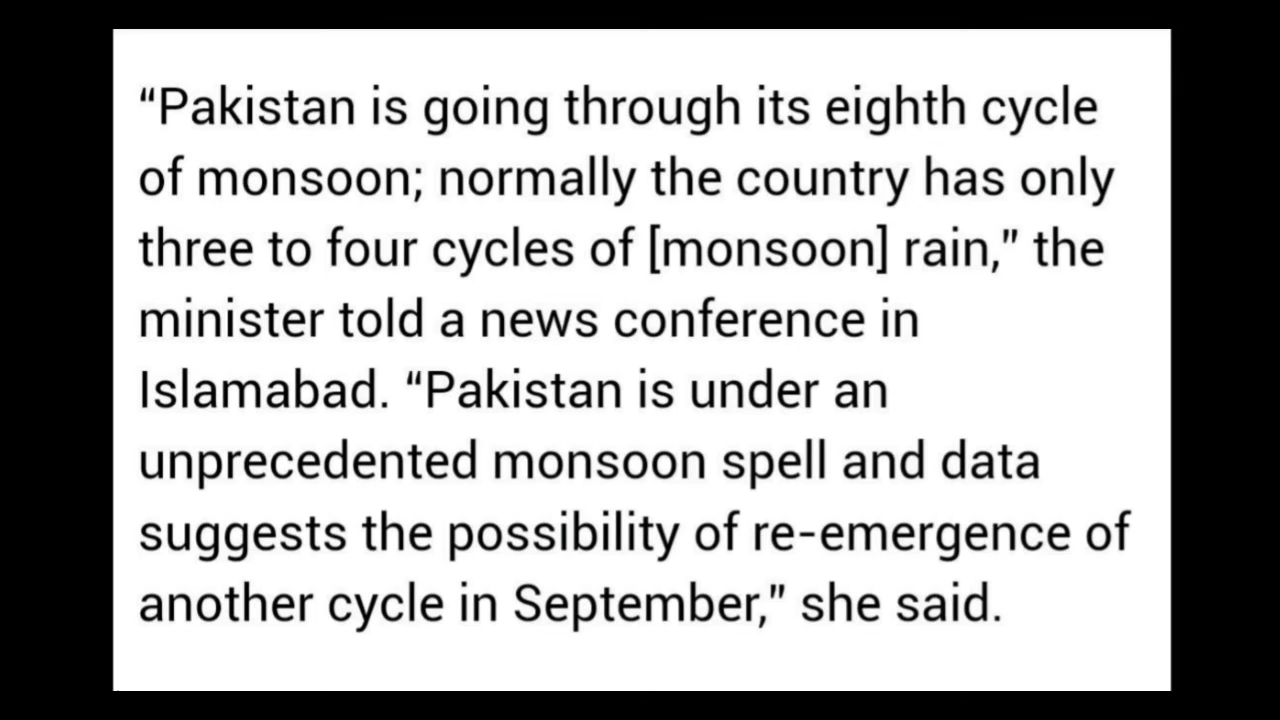 “Pakistan is going through its eighth cycle
of monsoon; normally the country has only
three to four cycles of [monsoon] rain,” the
minister told a news conference in
Islamabad. “Pakistan is under an
unprecedented monsoon spell and data
suggests the possibility of re-emergence of
another cycle in September,” she said.